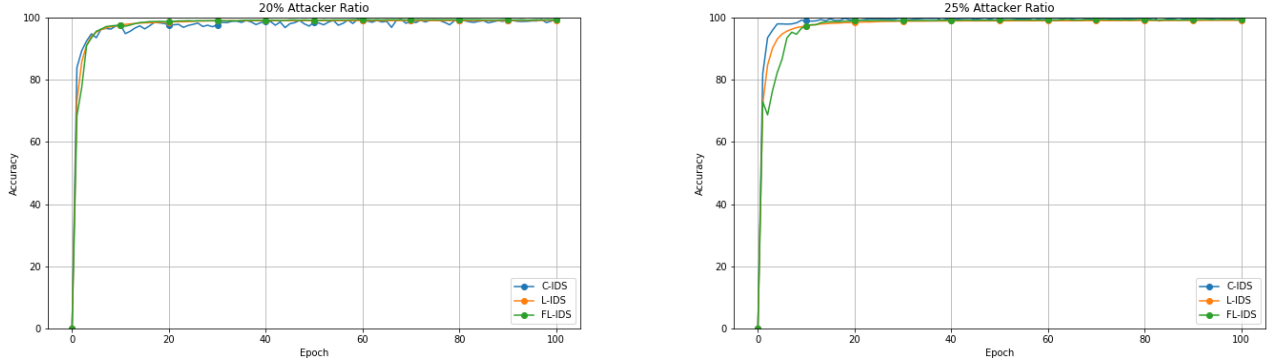 20% Attacker Ratio
100
80
60
40
20
0
Accuracy
0 20 40 60 80 100
Epoch
C-IDS
L-IDS
FL-IDS
25% Attacker Ratio
100
80
60
40
20
0
Accuracy
0 20 40 60 80 100
Epoch
C-IDS
L-IDS
FL-IDS